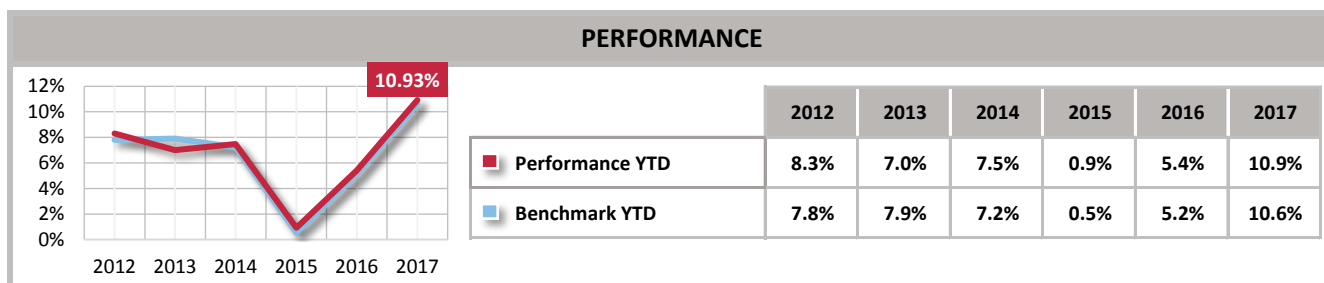 PERFORMANCE
12%
10%
8%
6%
4%
2%
0%
10.93%
2012 2013 2014 2015 2016 2017
2012 2013 2014 2015 2016 2017
Performance YTD 8.3% 7.0% 7.5% 0.9% 5.4% 10.9%
Benchmark YTD 7.8% 7.9% 7.2% 0.5% 5.2% 10.6%